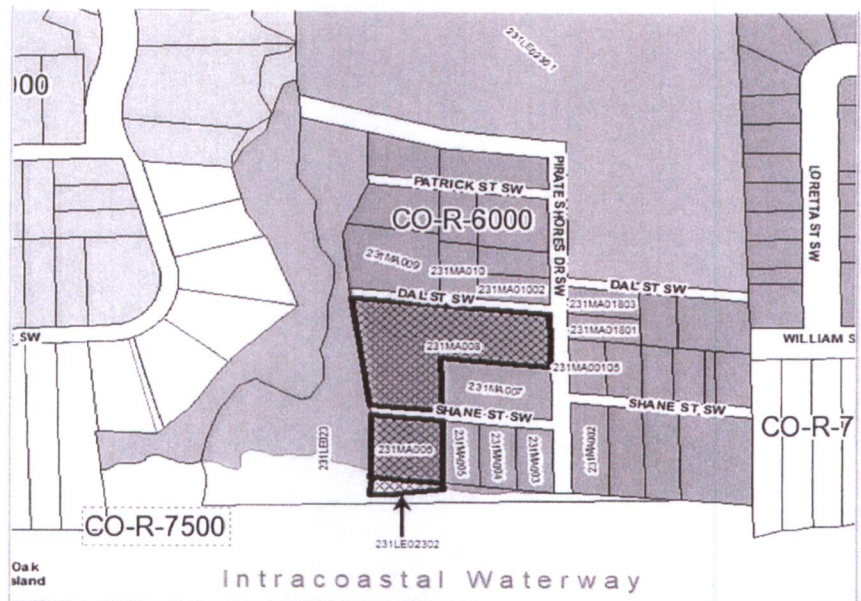 231LE02301
000
PATRICK ST SW
PIRATE SHORES DR SW
LORETTA ST SW
CO-R-6000
231MA009
231MA010
231MA01002
DAL ST SW
DAL ST SW
231MA01803
231MA01801
SW
WILLIAM S
231MA008
231MA00105
231MA007
SHANE ST SW
SHANE ST SW
CO-R-7
231LE023
231MA006
231MA005
231MA004
231MA003
231MA002
CO-R-7500
231LE02302
Oak
sland
Intracoastal Waterway